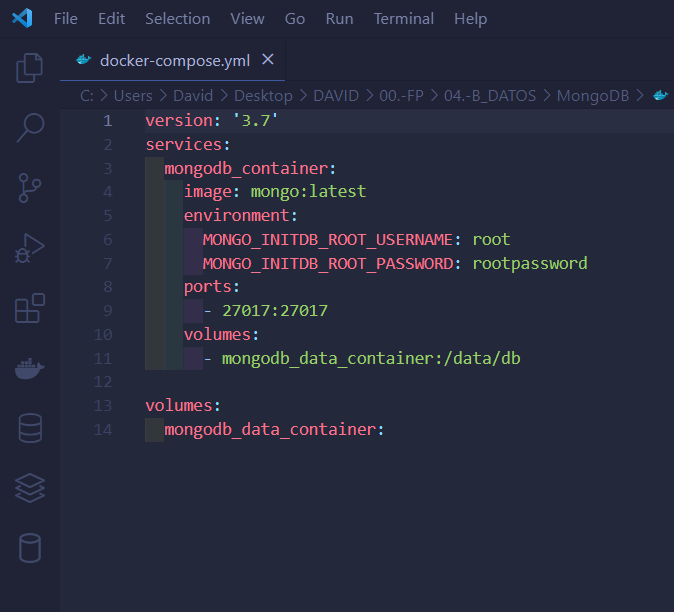 File Edit Selection View Go Run Terminal Help
docker-compose.yml
C: > Users > David > Desktop > DAVID > 00.-FP > 04.-B_DATOS > MongoDB >
1 version: '3.7'
2 services:
3   mongodb_container:
4     image: mongo:latest
5     environment:
6       MONGO_INITDB_ROOT_USERNAME: root
7       MONGO_INITDB_ROOT_PASSWORD: rootpassword
8     ports:
9       - 27017:27017
10     volumes:
11       - mongodb_data_container:/data/db
12
13 volumes:
14   mongodb_data_container: